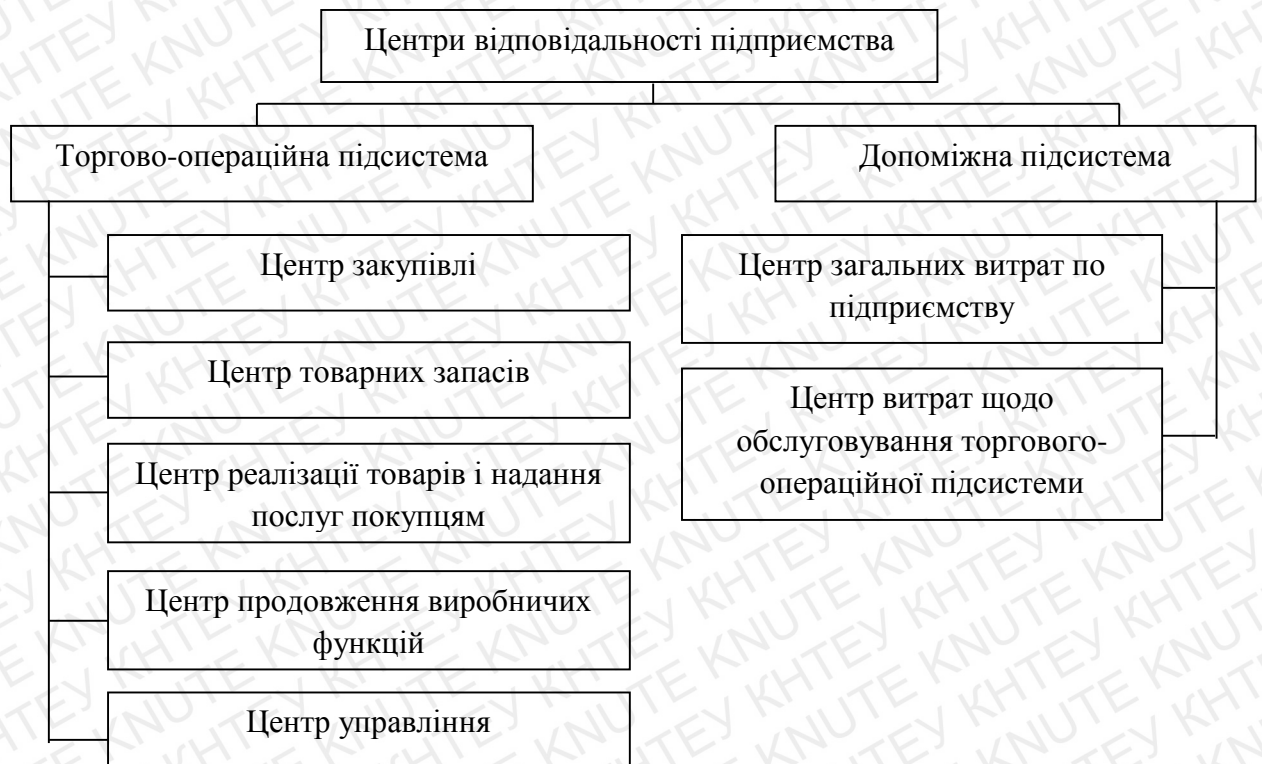 Центри відповідальності підприємства
Торгово-операційна підсистема
Допоміжна підсистема
Центр закупівлі
Центр товарних запасів
Центр реалізації товарів і надання
послуг покупцям
Центр продовження виробничих
функцій
Центр управління
Центр загальних витрат по
підприємству
Центр витрат щодо
обслуговування торгового-
операційної підсистеми